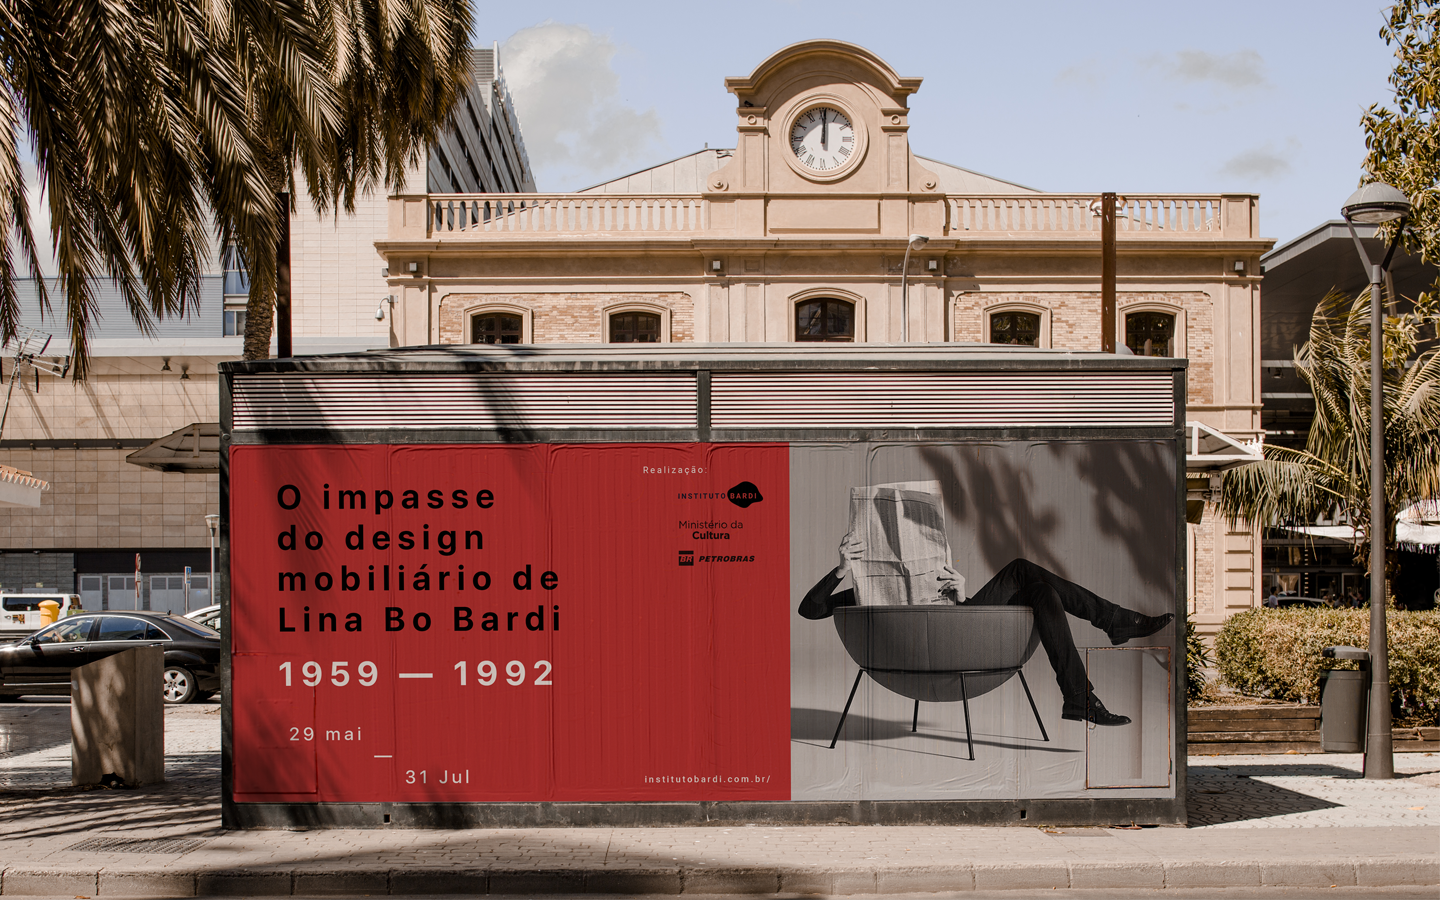 O impasse
do design
mobiliário de
Lina Bo Bardi
1959 — 1992
29 mai
—
31 Jul
Realização:
INSTITUTO BARDI
Ministério da
Cultura
BR PETROBRAS
institutobardi.com.br/